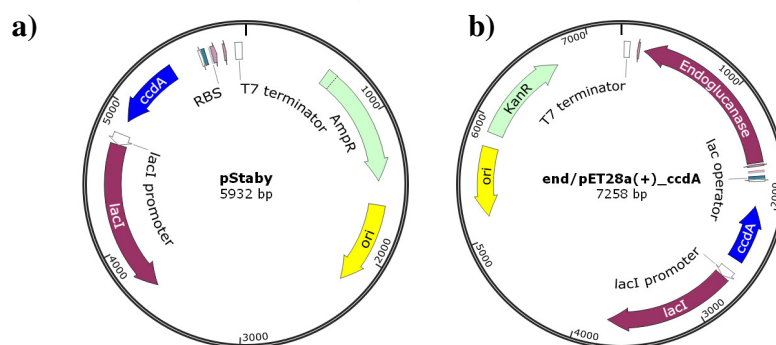 a)
ccdA
RBS
T7 terminator
AmpR
1000
5000
pStaby
5932 bp
lacI promoter
lacI
ori
2000
4000
3000
b)
7000
1000
KanR
T7 terminator
Endoglucanase
6000
ori
end/pET28a(+)_ccdA
7258 bp
lac operator
2000
ccdA
5000
lacI promoter
lacI
3000
4000